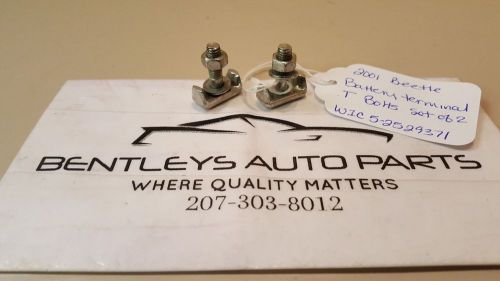 2001 Beetle
Battery terminal
T Bolts Set of 2
WIC 5-2529371
BENTLEYS AUTO PARTS
WHERE QUALITY MATTERS
207-303-8012